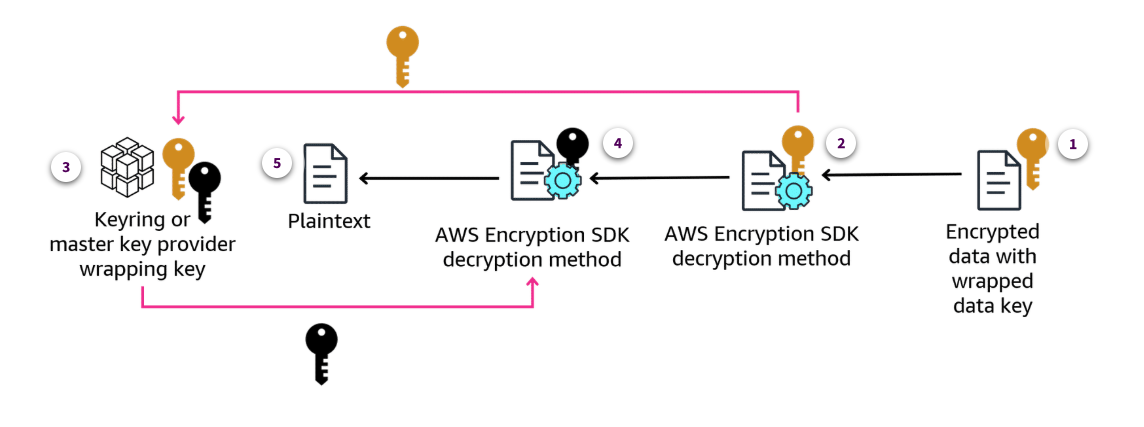 3
Keyring or
master key provider
wrapping key
5
Plaintext
4
AWS Encryption SDK
decryption method
2
AWS Encryption SDK
decryption method
1
Encrypted
data with
wrapped
data key